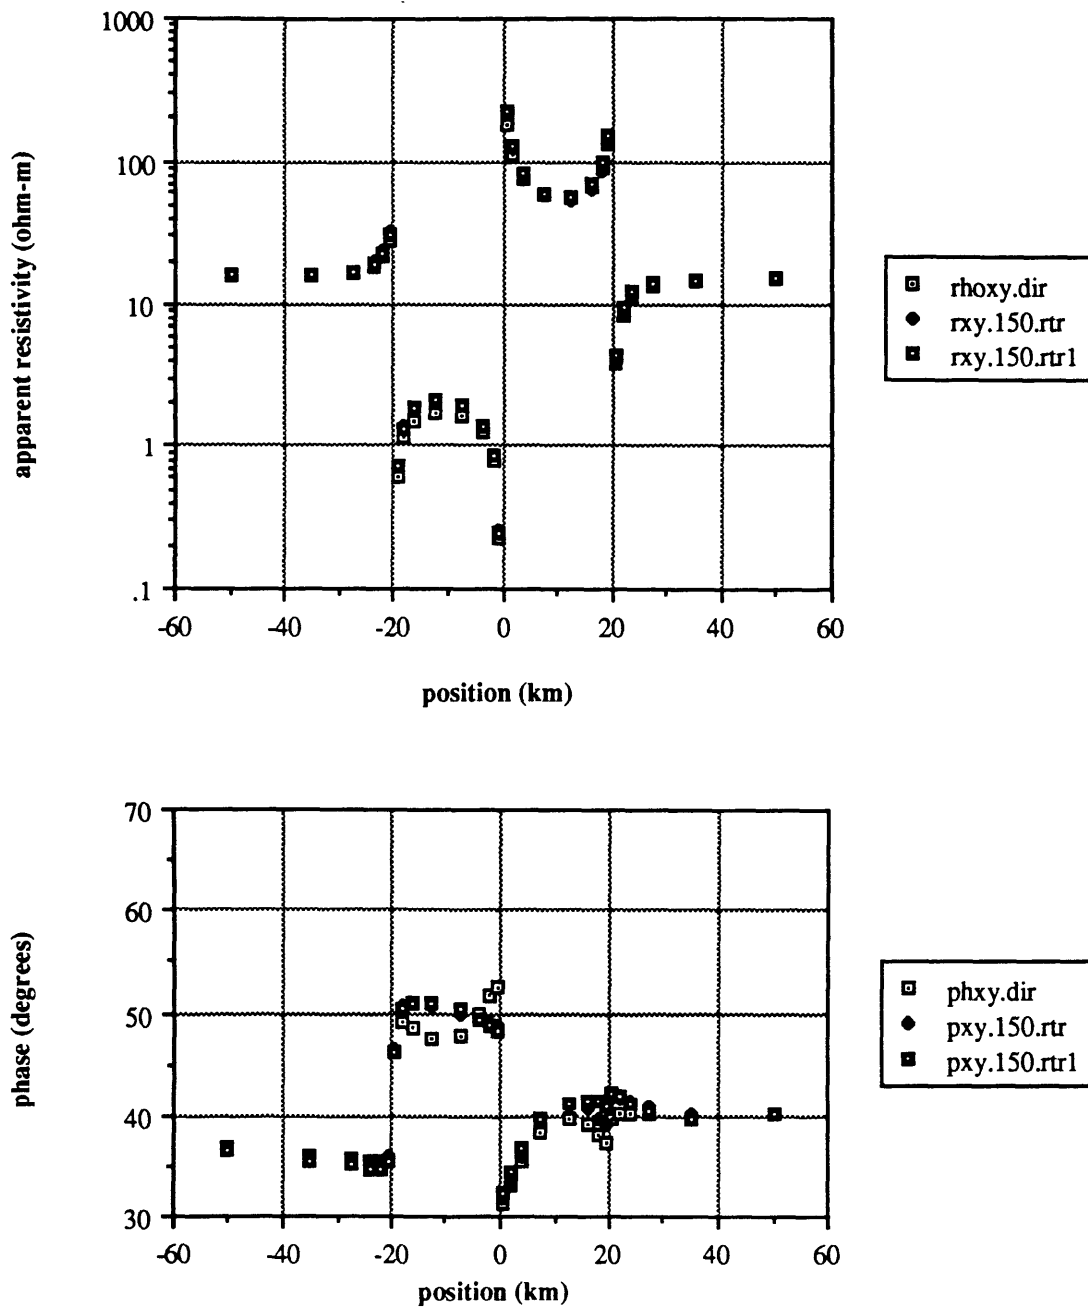 1000
100
10
1
.1
apparent resistivity (ohm-m)
-60
-40
-20
0
20
40
60
position (km)
rhoxy.dir
rxy.150.rtr
rxy.150.rtr1
70
60
50
40
30
phase (degrees)
-60
-40
-20
0
20
40
60
position (km)
phxy.dir
pxy.150.rtr
pxy.150.rtr1